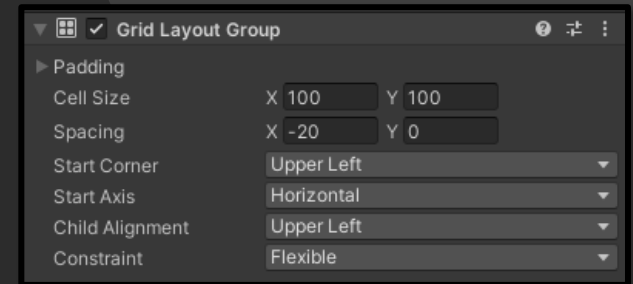 Grid Layout Group
Padding
Cell Size X 100 Y 100
Spacing X -20 Y 0
Start Corner Upper Left
Start Axis Horizontal
Child Alignment Upper Left
Constraint Flexible